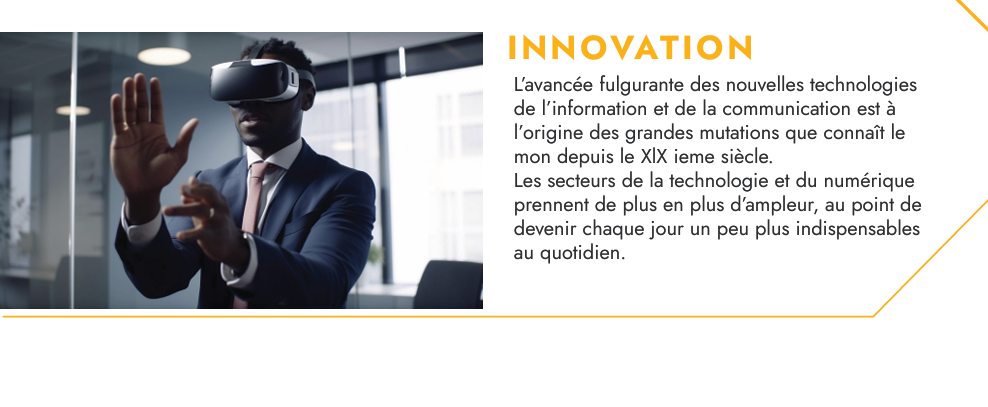 INNOVATION
L'avancée fulgurante des nouvelles technologies
de l'information et de la communication est à
l'origine des grandes mutations que connaît le
mon depuis le XlX ieme siècle.
Les secteurs de la technologie et du numérique
prennent de plus en plus d'ampleur, au point de
devenir chaque jour un peu plus indispensables
au quotidien.